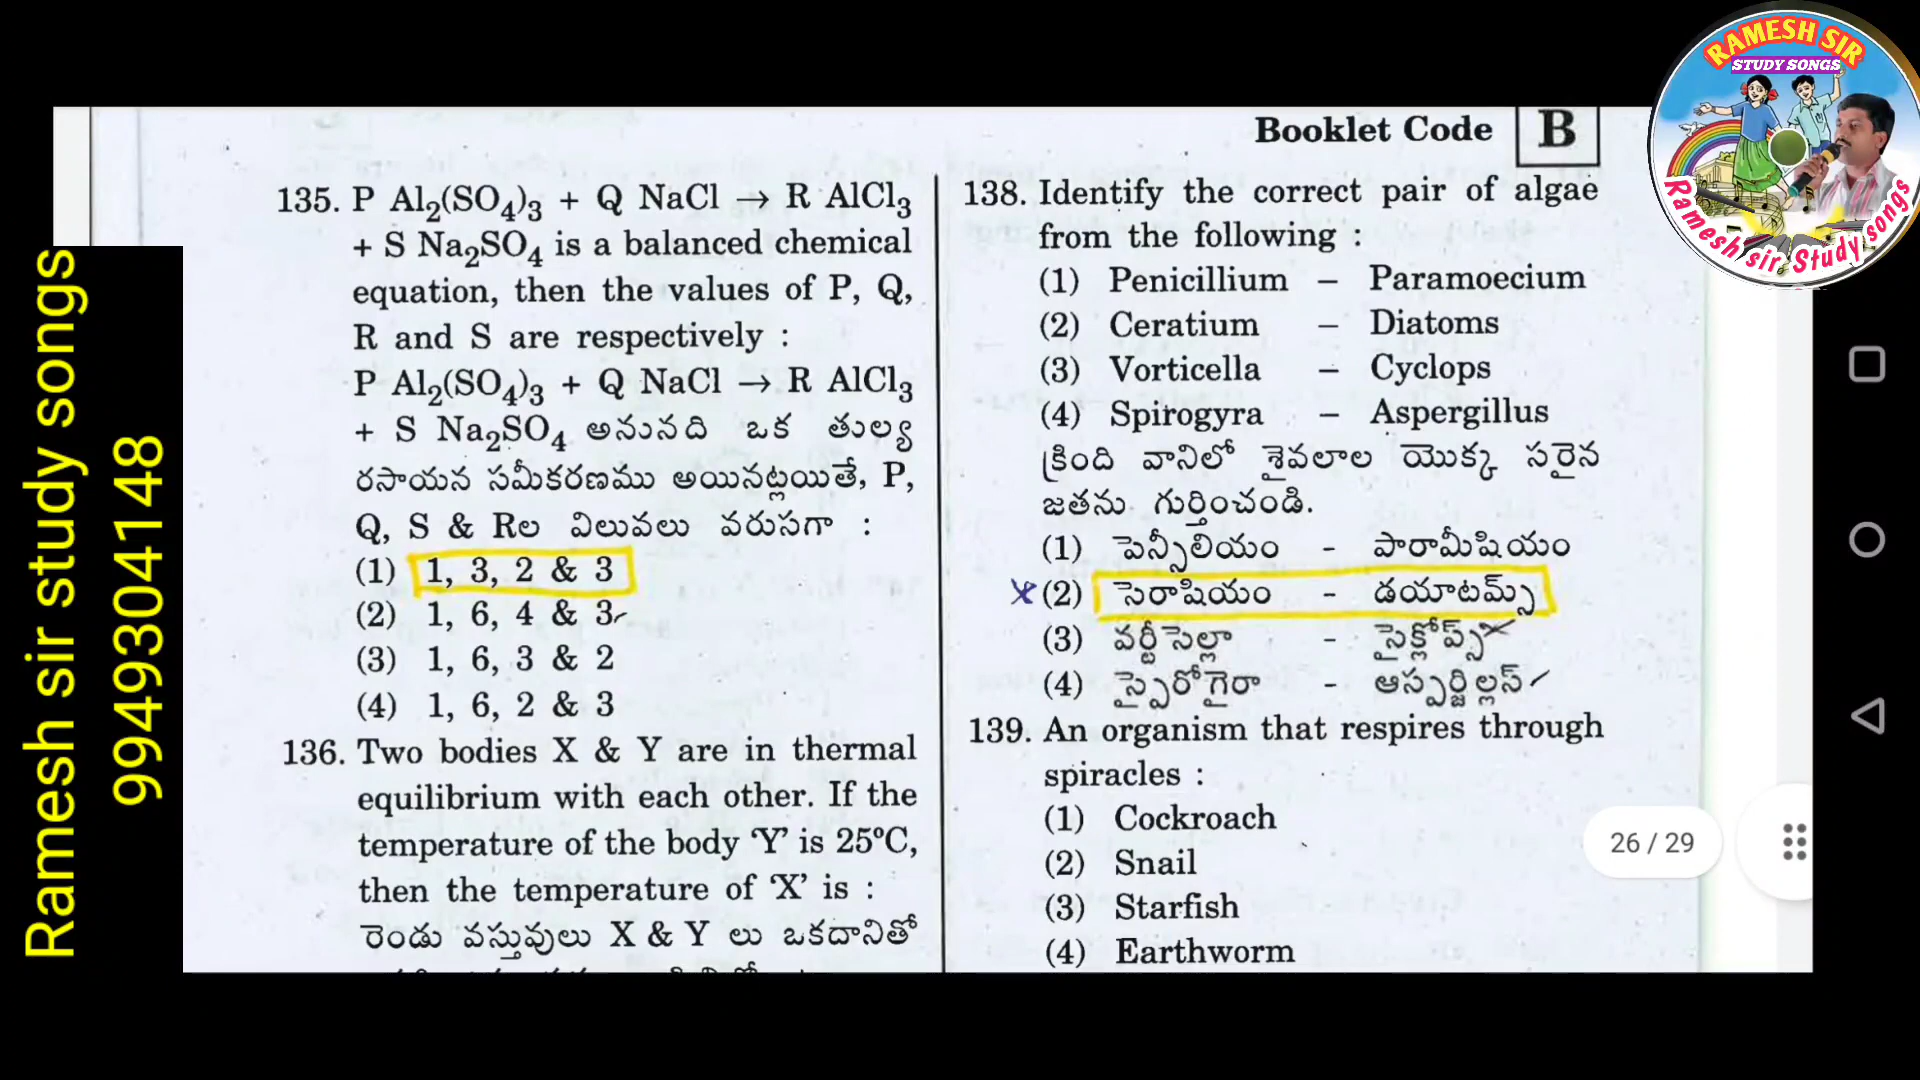 RAMESH SIR
STUDY SONGS
Ramesh sir Study songs
Ramesh sir study songs
9949304148
Booklet Code B
135. P Al₂(SO₄)₃ + Q NaCl → R AlCl₃
+ S Na₂SO₄ is a balanced chemical
equation, then the values of P, Q,
R and S are respectively :
P Al₂(SO₄)₃ + Q NaCl → R AlCl₃
+ S Na₂SO₄ అనునది ఒక తుల్య
రసాయన సమీకరణము అయినట్లయితే, P,
Q, S & Rల విలువలు వరుసగా :
(1) 1, 3, 2 & 3
(2) 1, 6, 4 & 3
(3) 1, 6, 3 & 2
(4) 1, 6, 2 & 3
136. Two bodies X & Y are in thermal
equilibrium with each other. If the
temperature of the body ‘Y’ is 25ºC,
then the temperature of ‘X’ is :
రెండు వస్తువులు X & Y లు ఒకదానితో
138. Identify the correct pair of algae
from the following :
(1) Penicillium – Paramoecium
(2) Ceratium – Diatoms
(3) Vorticella – Cyclops
(4) Spirogyra – Aspergillus
క్రింది వానిలో శైవలాల యొక్క సరైన
జతను గుర్తించండి.
(1) పెన్సీలియం - పారామీషియం
(2) సెరాషియం - డయాటమ్స్
(3) వర్టీసెల్లా - సైక్లోప్స్
(4) స్పైరోగైరా - ఆస్పర్జిల్లస్
139. An organism that respires through
spiracles :
(1) Cockroach
(2) Snail
(3) Starfish
(4) Earthworm
26 / 29